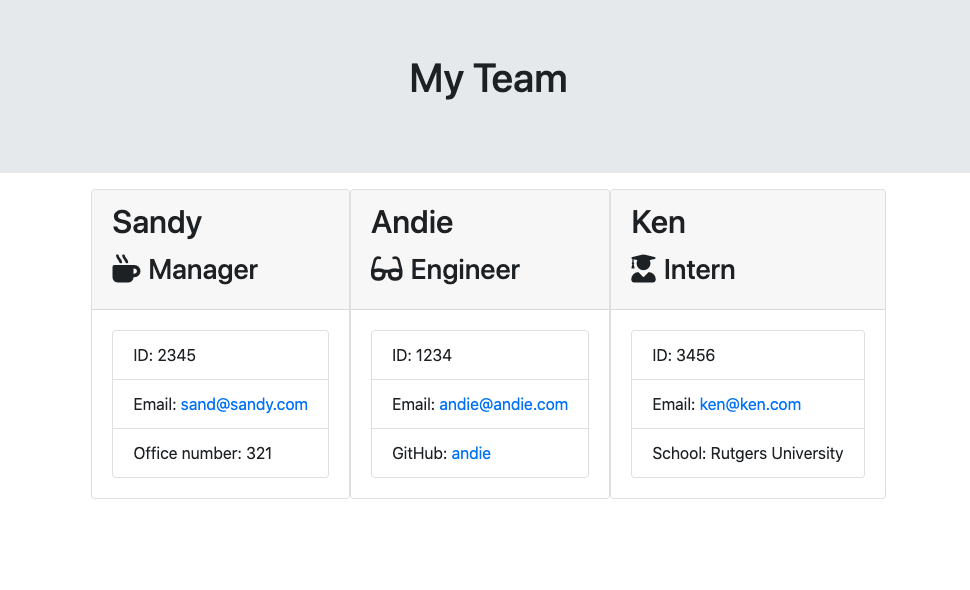 My Team
Sandy
Manager
ID: 2345
Email: sand@sandy.com
Office number: 321
Andie
Engineer
ID: 1234
Email: andie@andie.com
GitHub: andie
Ken
Intern
ID: 3456
Email: ken@ken.com
School: Rutgers University